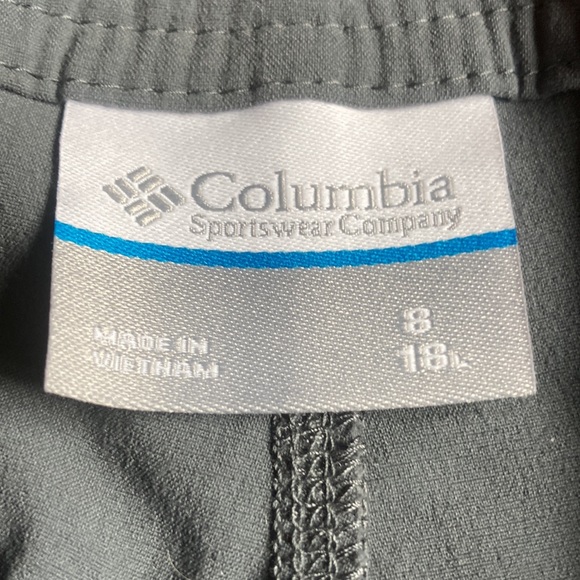 Columbia
Sportswear Company
8
MADE IN
18L
VIETNAM